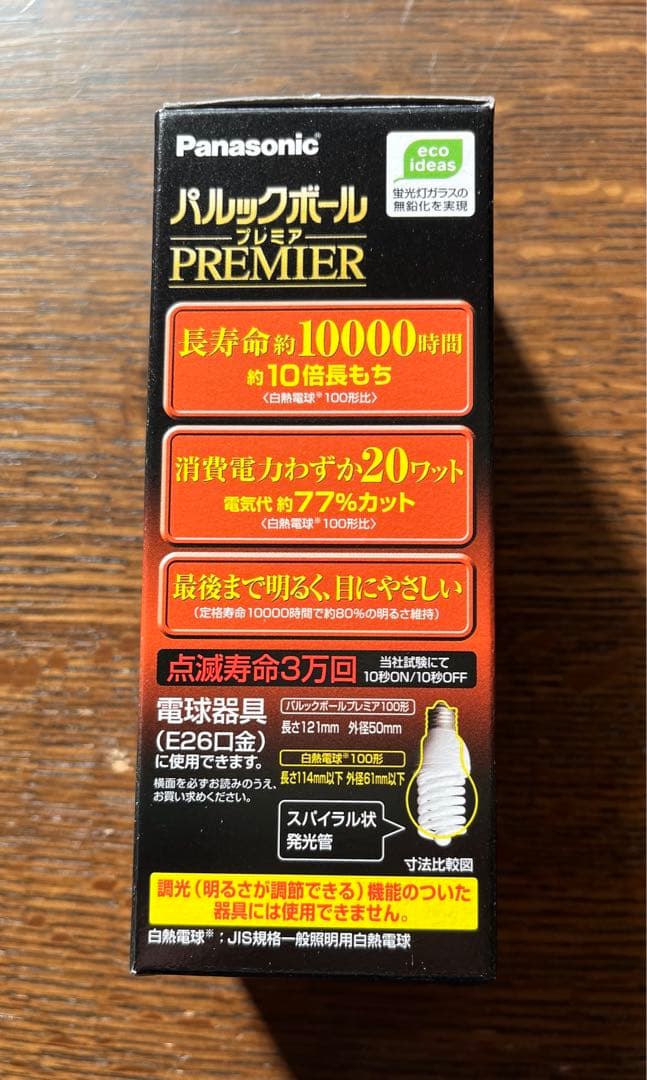 Panasonic®
eco
ideas
蛍光灯ガラスの
無鉛化を実現
パルックボール
プレミア
PREMIER
長寿命約10000時間
約10倍長もち
〈白熱電球※100形比〉
消費電力わずか20ワット
電気代 約77%カット
〈白熱電球※100形比〉
最後まで明るく、目にやさしい
(定格寿命10000時間で約80%の明るさ維持)
点滅寿命3万回
当社試験にて
10秒ON/10秒OFF
電球器具
(E26口金)
に使用できます。
横面を必ずお読みのうえ、
お買い求めください。
パルックボールプレミア100形
長さ121mm 外径50mm
白熱電球※100形
長さ114mm以下 外径61mm以下
スパイラル状
発光管
寸法比較図
調光(明るさが調節できる)機能のついた
器具には使用できません。
白熱電球※:JIS規格一般照明用白熱電球